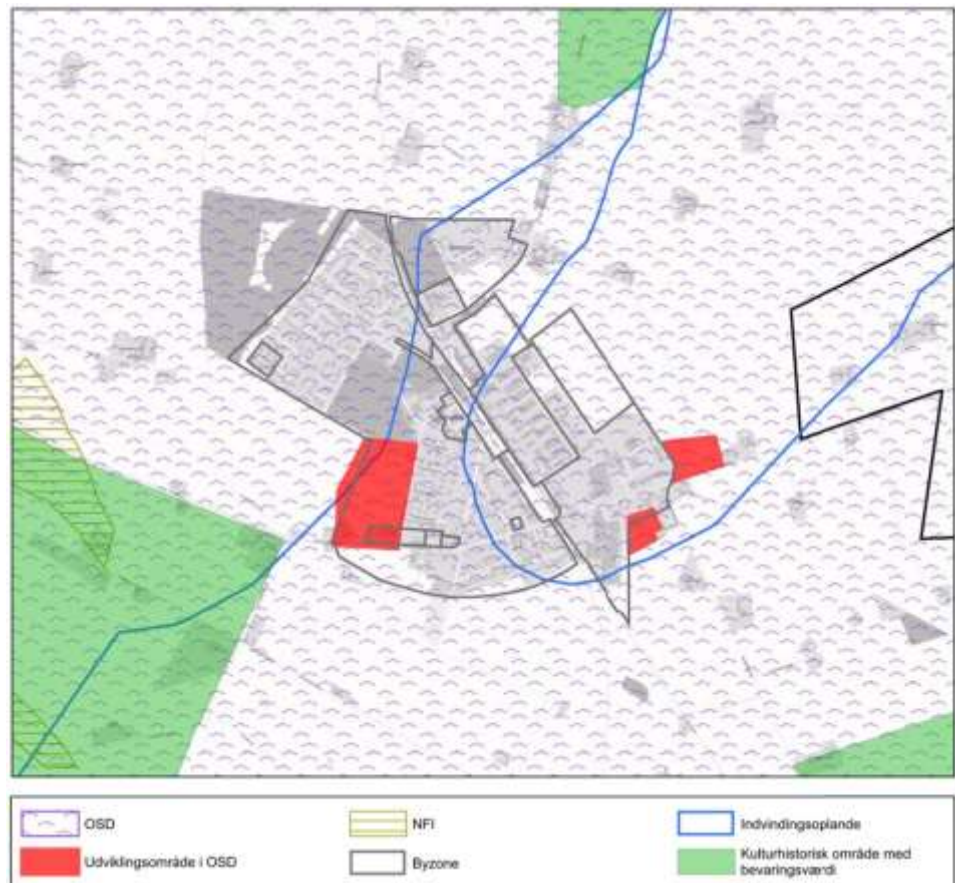 OSD
NFI
Indvindingsoplande
Udviklingsområde i OSD
Byzone
Kulturhistorisk område med
bevaringsværdi